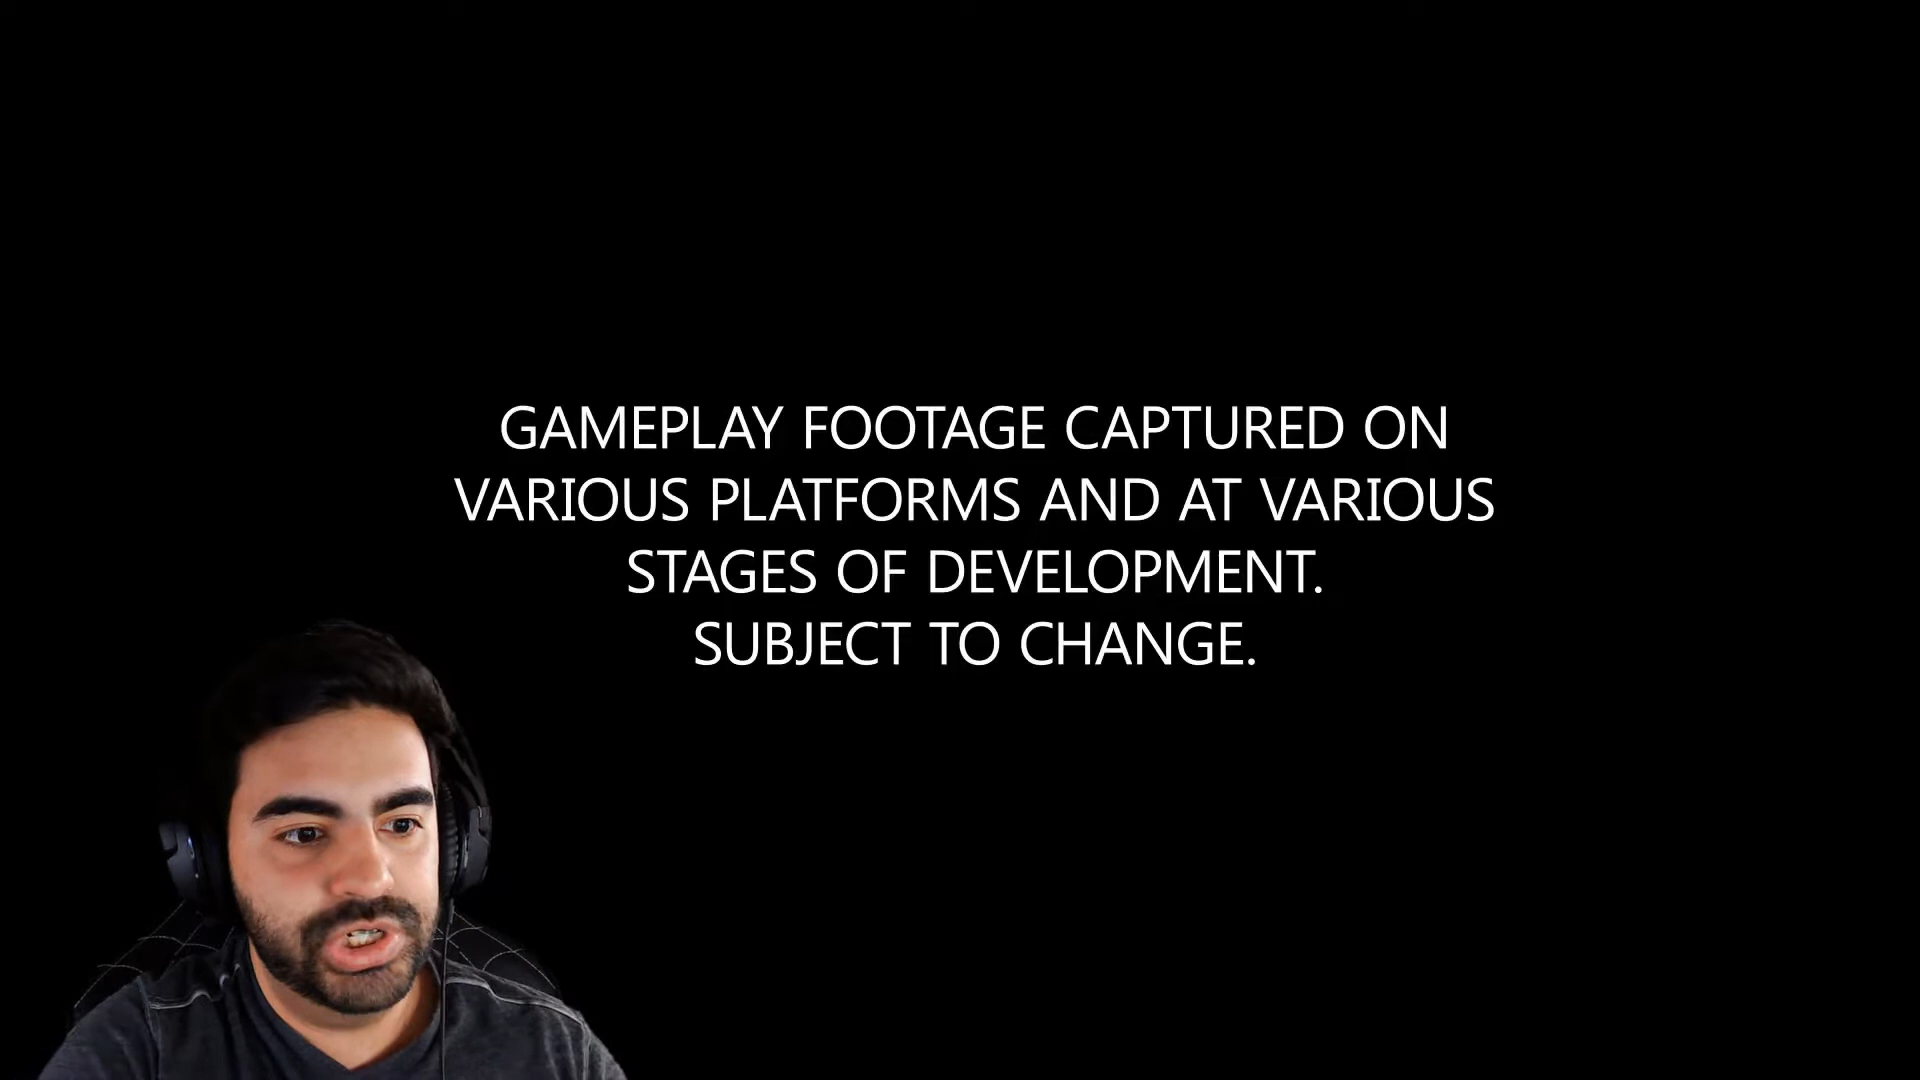 GAMEPLAY FOOTAGE CAPTURED ON
VARIOUS PLATFORMS AND AT VARIOUS
STAGES OF DEVELOPMENT.
SUBJECT TO CHANGE.